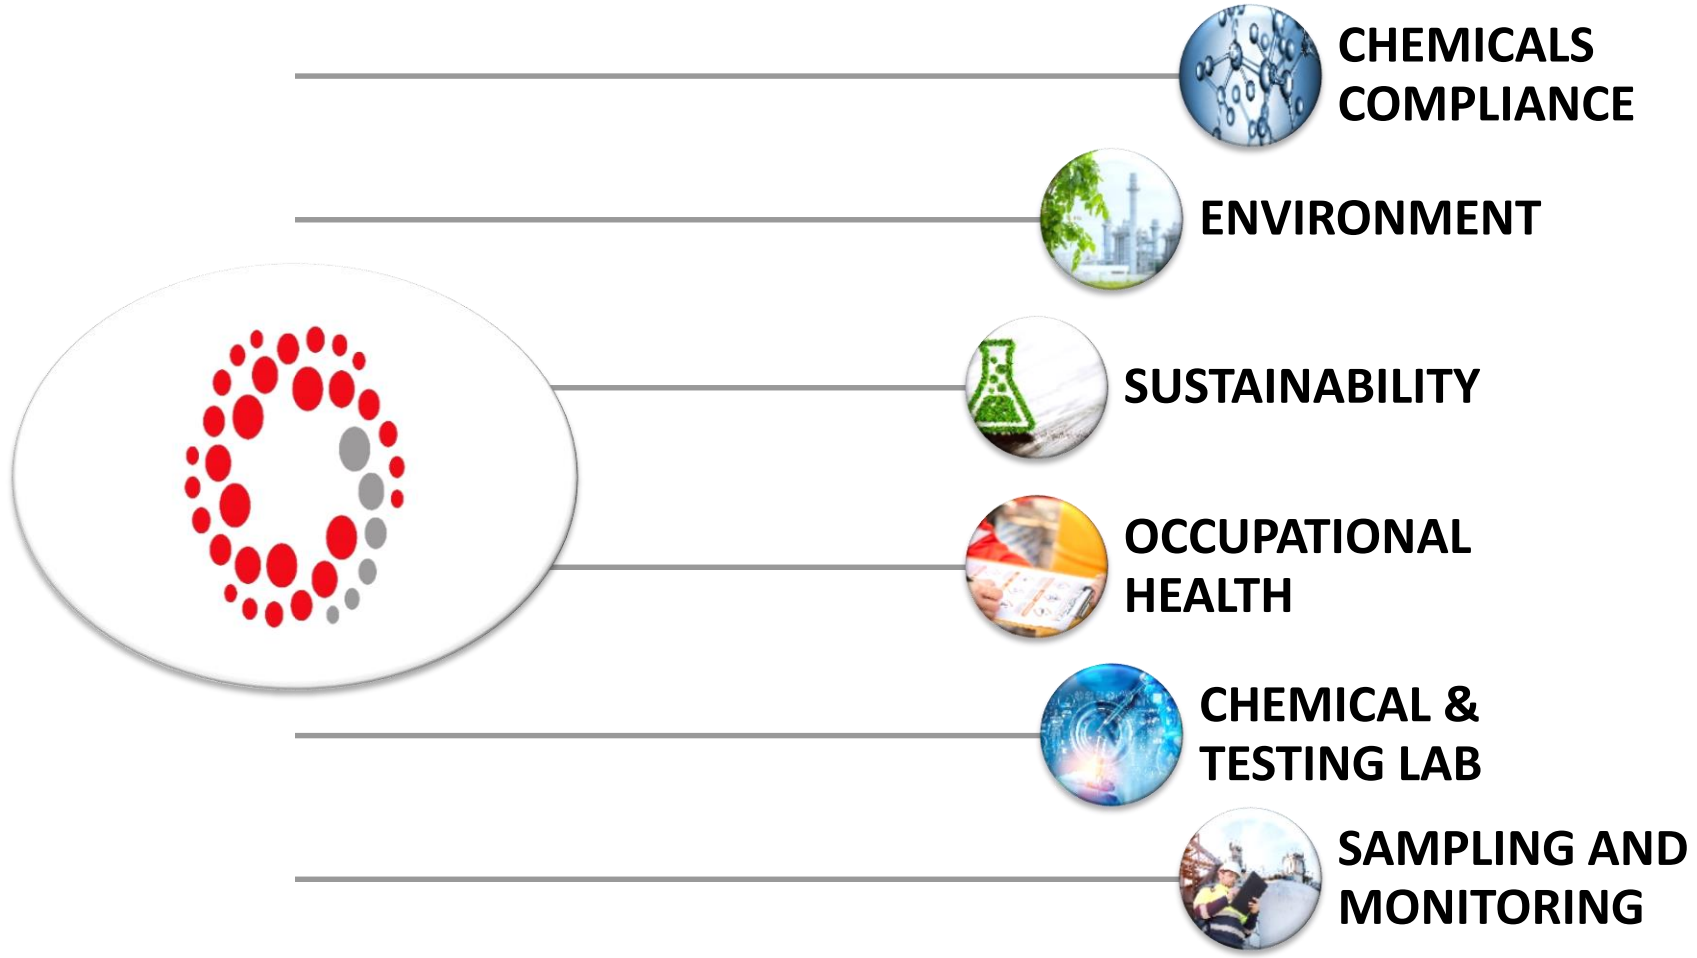 CHEMICALS
COMPLIANCE
ENVIRONMENT
SUSTAINABILITY
OCCUPATIONAL
HEALTH
CHEMICAL &
TESTING LAB
SAMPLING AND
MONITORING